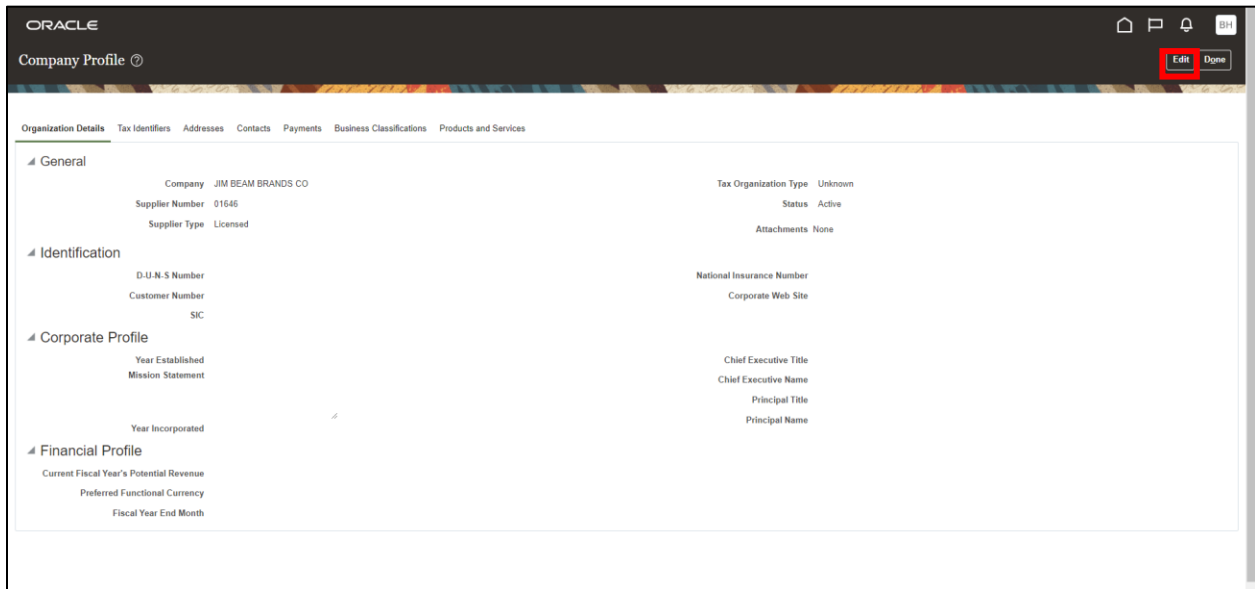 ORACLE
BH
Company Profile
Edit Done
Organization Details Tax Identifiers Addresses Contacts Payments Business Classifications Products and Services
General
Company JIM BEAM BRANDS CO Tax Organization Type Unknown
Supplier Number 01646 Status Active
Supplier Type Licensed Attachments None
Identification
D-U-N-S Number National Insurance Number
Customer Number Corporate Web Site
SIC
Corporate Profile
Year Established Chief Executive Title
Mission Statement Chief Executive Name
Principal Title
Year Incorporated Principal Name
Financial Profile
Current Fiscal Year's Potential Revenue
Preferred Functional Currency
Fiscal Year End Month